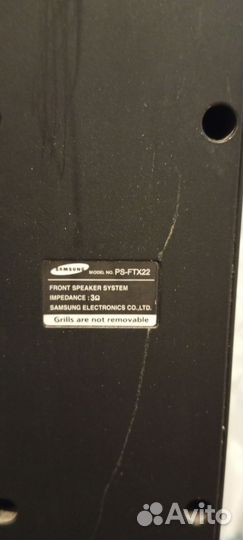 SAMSUNG MODEL NO. PS-FTX22
FRONT SPEAKER SYSTEM
IMPEDANCE : 3Ω
SAMSUNG ELECTRONICS CO.,LTD.
Grills are not removable
Avito